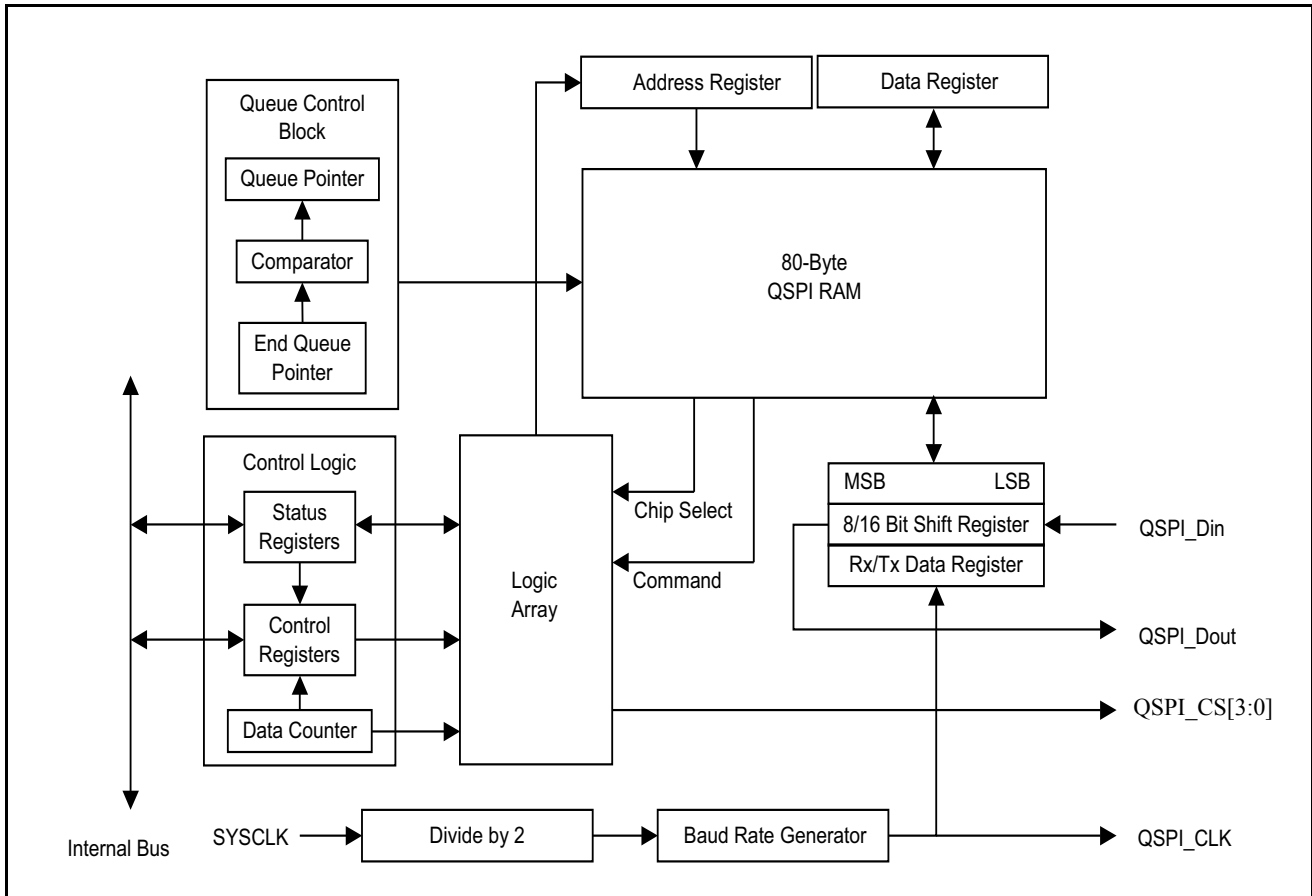 Queue Control
Block
Queue Pointer
Comparator
End Queue
Pointer
Address Register
Data Register
80-Byte
QSPI RAM
Control Logic
Status
Registers
Control
Registers
Data Counter
Logic
Array
Chip Select
Command
MSB LSB
8/16 Bit Shift Register
Rx/Tx Data Register
QSPI_Din
QSPI_Dout
QSPI_CS[3:0]
Internal Bus
SYSCLK
Divide by 2
Baud Rate Generator
QSPI_CLK